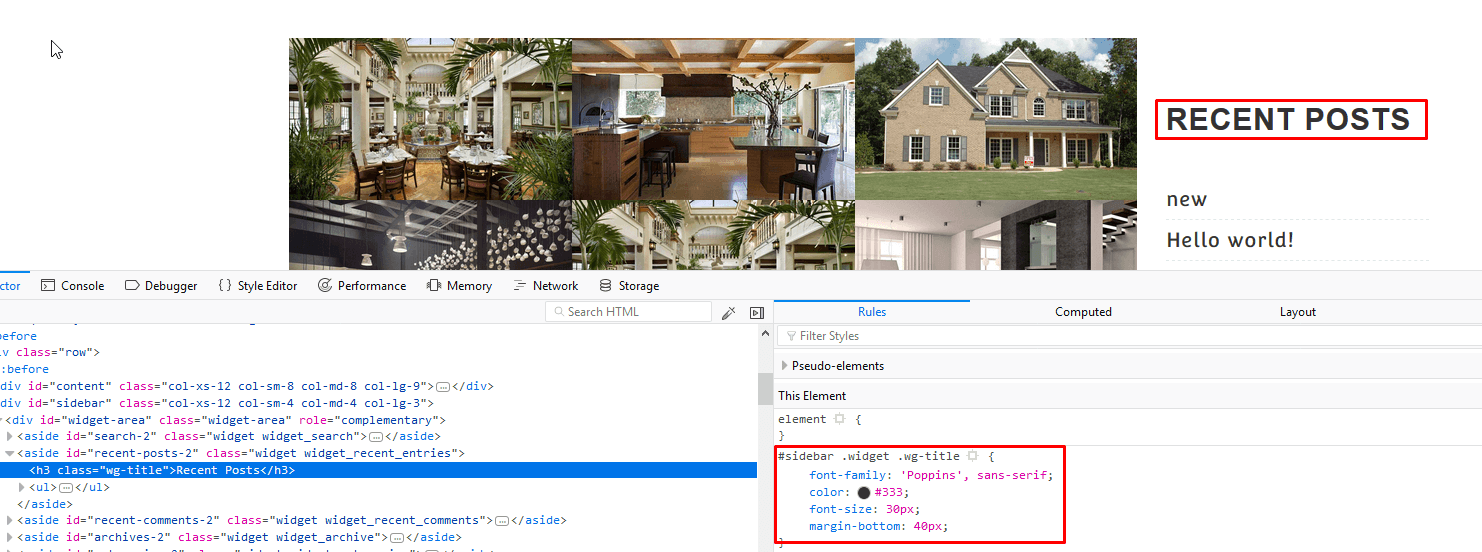 RECENT POSTS
new
Hello world!
ctor
Console
Debugger
{ } Style Editor
Performance
Memory
Network
Storage
Search HTML
Rules
Computed
Layout
Filter Styles
Pseudo-elements
This Element
element {
}
#sidebar .widget .wg-title {
font-family: 'Poppins', sans-serif;
color: #333;
font-size: 30px;
margin-bottom: 40px;
}
before
v class="row">
:before
div id="content" class="col-xs-12 col-sm-8 col-md-8 col-lg-9">…</div>
div id="sidebar" class="col-xs-12 col-sm-4 col-md-4 col-lg-3">
<div id="widget-area" class="widget-area" role="complementary">
<aside id="search-2" class="widget widget_search">…</aside>
<aside id="recent-posts-2" class="widget widget_recent_entries">
<h3 class="wg-title">Recent Posts</h3>
<ul>…</ul>
</aside>
<aside id="recent-comments-2" class="widget widget_recent_comments">…</aside>
<aside id="archives-2" class="widget widget_archive">…</aside>